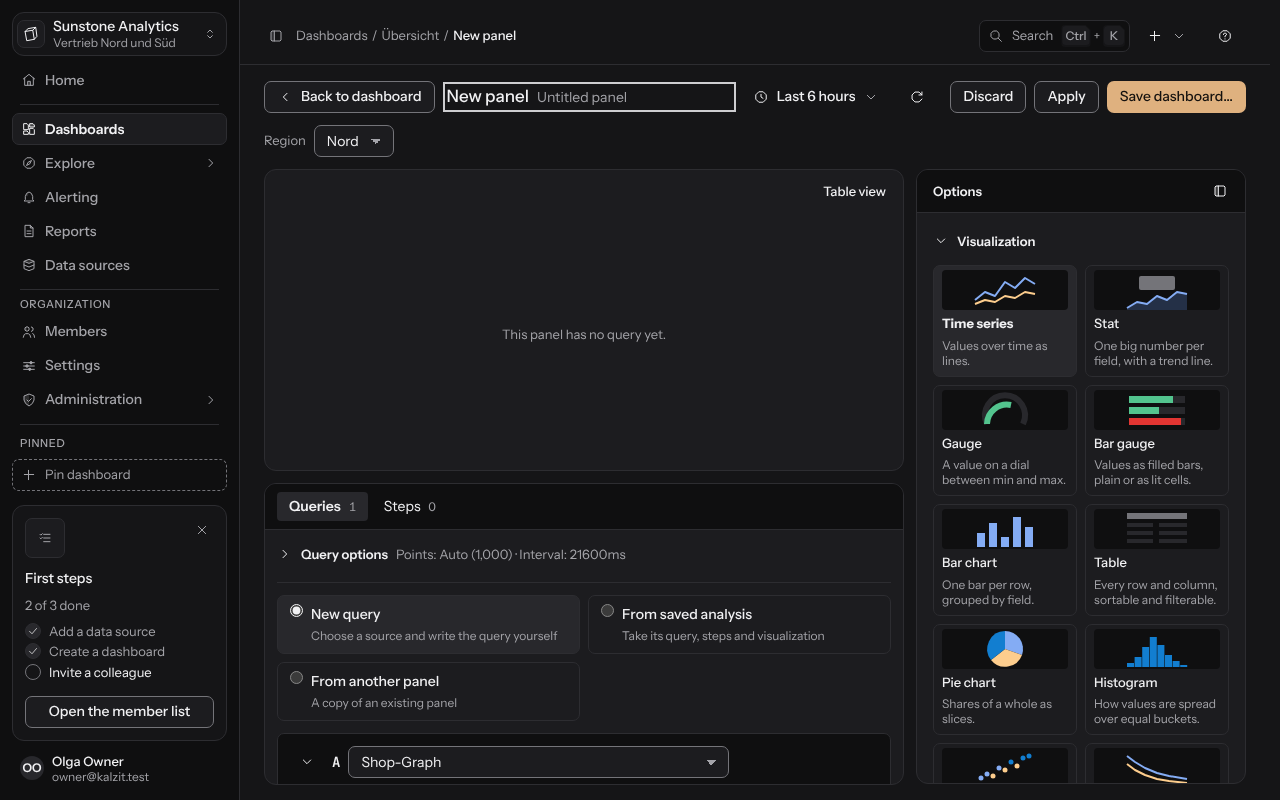 Sunstone Analytics
Vertrieb Nord und Süd
Home
Dashboards
Explore
Alerting
Reports
Data sources
ORGANIZATION
Members
Settings
Administration
PINNED
Pin dashboard
First steps
2 of 3 done
Add a data source
Create a dashboard
Invite a colleague
Open the member list
OO
Olga Owner
owner@kalzit.test
Dashboards / Übersicht / New panel
Search Ctrl + K
Back to dashboard
New panel Untitled panel
Last 6 hours
Discard
Apply
Save dashboard...
Region
Nord
Table view
This panel has no query yet.
Queries 1
Steps 0
Query options Points: Auto (1,000) · Interval: 21600ms
New query
Choose a source and write the query yourself
From saved analysis
Take its query, steps and visualization
From another panel
A copy of an existing panel
A
Shop-Graph
Options
Visualization
Time series
Values over time as
lines.
Stat
One big number per
field, with a trend line.
Gauge
A value on a dial
between min and max.
Bar gauge
Values as filled bars,
plain or as lit cells.
Bar chart
One bar per row,
grouped by field.
Table
Every row and column,
sortable and filterable.
Pie chart
Shares of a whole as
slices.
Histogram
How values are spread
over equal buckets.